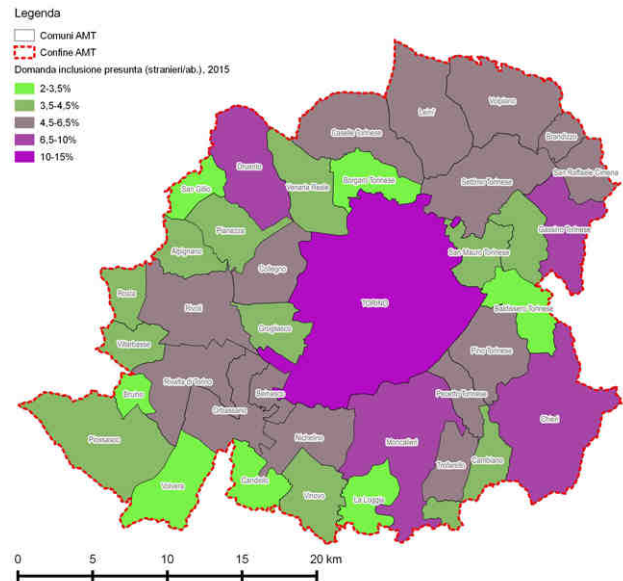 Legenda
Comuni AMT
Confine AMT
Domanda inclusione presunta (stranieri/ab.), 2015
2-3,5%
3,5-4,5%
4,5-6,5%
6,5-10%
10-15%
Leinì
Volpiano
Caselle Torinese
Brandizzo
San Raffaele Cimena
Druento
Settimo Torinese
San Gillio
Venaria Reale
Borgaro Torinese
Gassino Torinese
Pianezza
Alpignano
San Mauro Torinese
Collegno
Rosta
Rivoli
TORINO
Baldissero Torinese
Grugliasco
Villarbasse
Pino Torinese
Bruino
Rivalta di Torino
Beinasco
Pecetto Torinese
Chieri
Orbassano
Nichelino
Moncalieri
Piossasco
Trofarello
Cambiano
Volvera
Candiolo
Vinovo
La Loggia
0 5 10 15 20 km